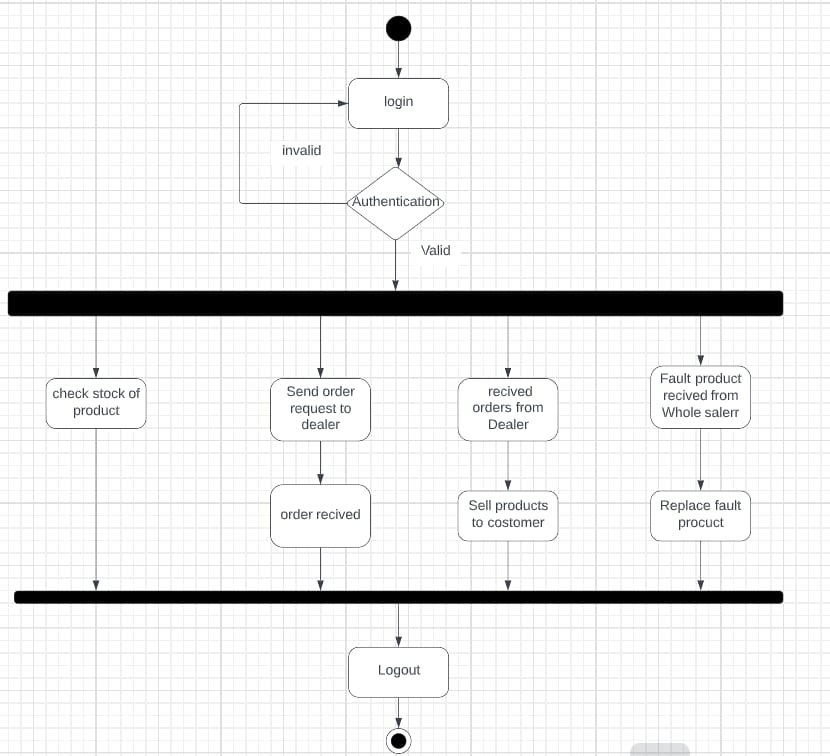 login
invalid
Authentication
Valid
check stock of
product
Send order
request to
dealer
recived
orders from
Dealer
Fault product
recived from
Whole salerr
order recived
Sell products
to costomer
Replace fault
procuct
Logout